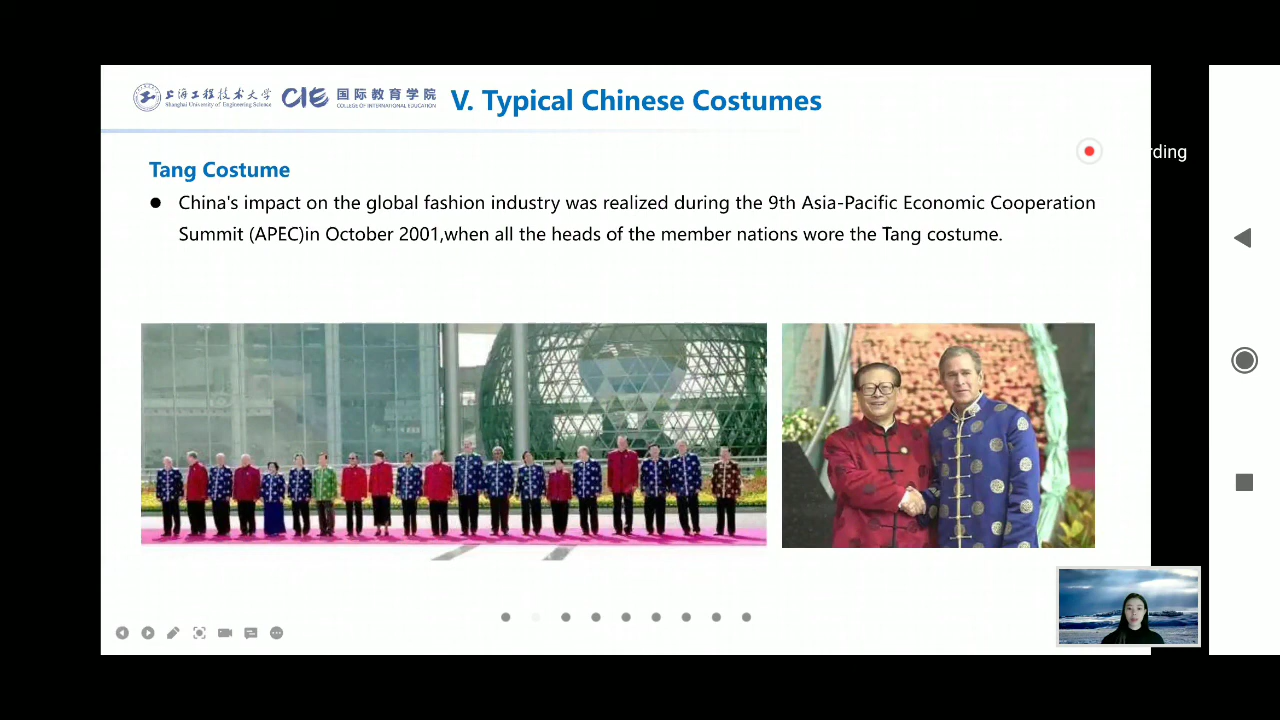 上海工程技术大学
Shanghai University of Engineering Science
CIE
国际教育学院
COLLEGE OF INTERNATIONAL EDUCATION
V. Typical Chinese Costumes
rding
Tang Costume
● China's impact on the global fashion industry was realized during the 9th Asia-Pacific Economic Cooperation
Summit (APEC)in October 2001,when all the heads of the member nations wore the Tang costume.